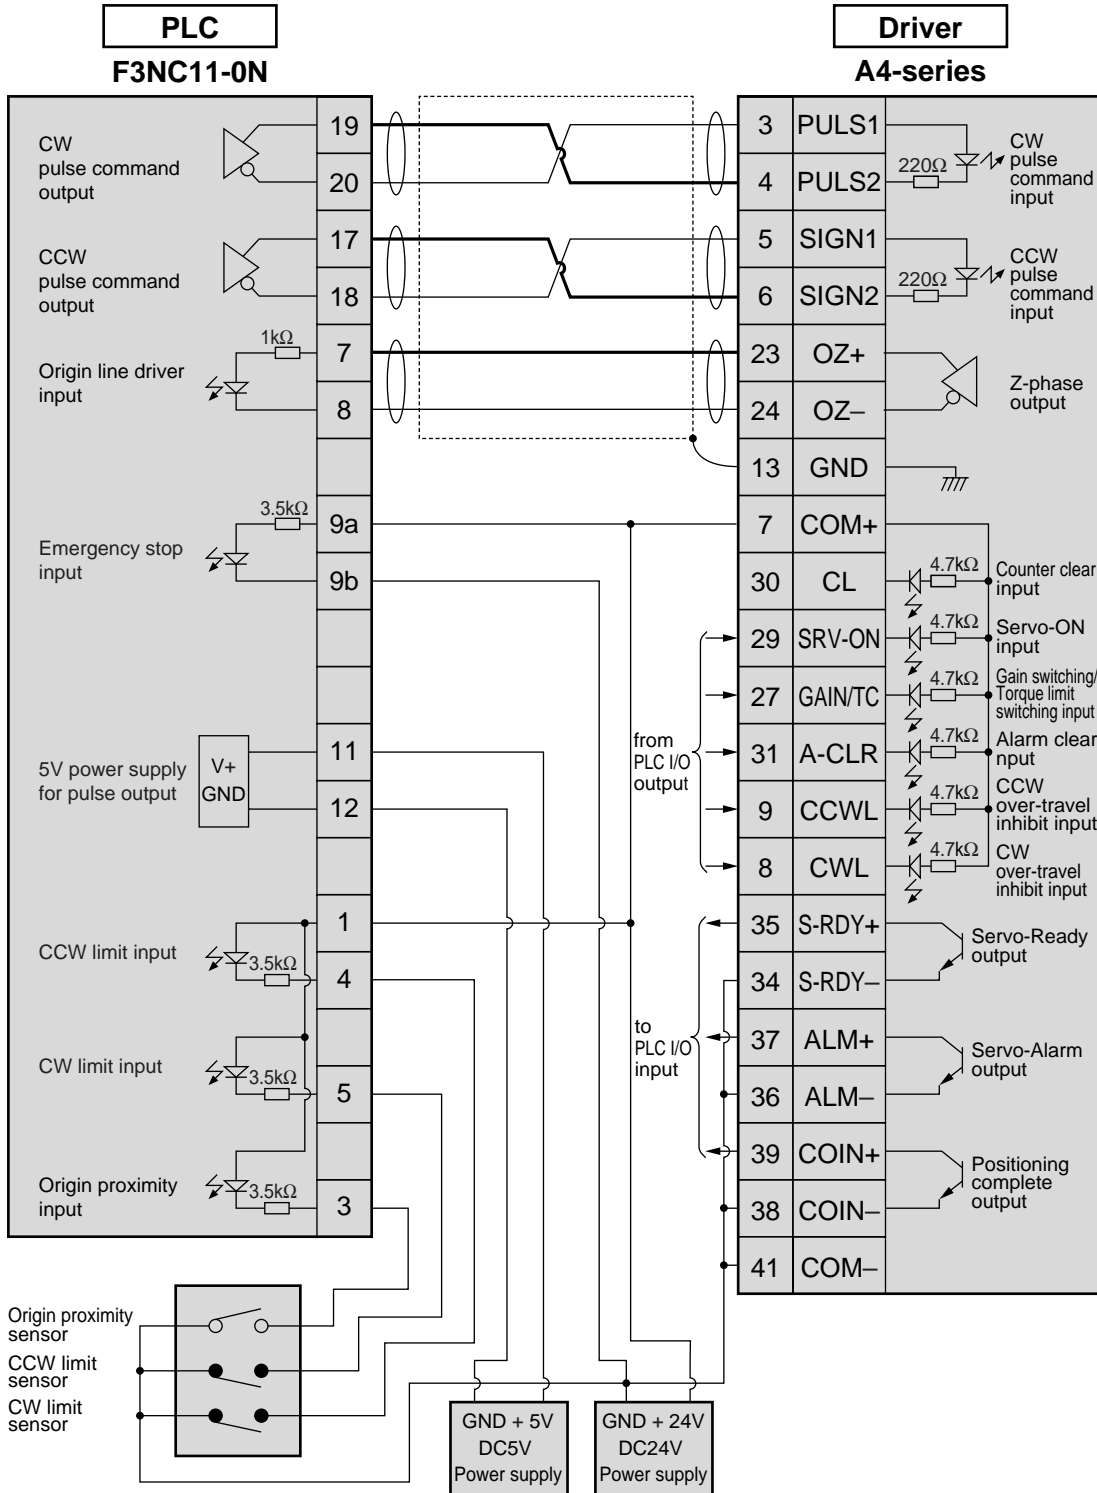 PLC
F3NC11-0N
Driver
A4-series
CW
pulse command
output
19
20
CCW
pulse command
output
17
18
1kΩ
Origin line driver
input
7
8
3.5kΩ
Emergency stop
input
9a
9b
5V power supply
for pulse output
V+
GND
11
12
CCW limit input
3.5kΩ
1
4
CW limit input
3.5kΩ
5
Origin proximity
input
3.5kΩ
3
3 PULS1
4 PULS2
220Ω
CW
pulse
command
input
5 SIGN1
6 SIGN2
220Ω
CCW
pulse
command
input
23 OZ+
24 OZ–
Z-phase
output
13 GND
7 COM+
30 CL
4.7kΩ
Counter clear
input
29 SRV-ON
4.7kΩ
Servo-ON
input
27 GAIN/TC
4.7kΩ
Gain switching/
Torque limit
switching input
31 A-CLR
4.7kΩ
Alarm clear
nput
9 CCWL
4.7kΩ
CCW
over-travel
inhibit input
8 CWL
4.7kΩ
CW
over-travel
inhibit input
from
PLC I/O
output
35 S-RDY+
34 S-RDY–
Servo-Ready
output
37 ALM+
36 ALM–
Servo-Alarm
output
39 COIN+
38 COIN–
Positioning
complete
output
41 COM–
to
PLC I/O
input
Origin proximity
sensor
CCW limit
sensor
CW limit
sensor
GND + 5V
DC5V
Power supply
GND + 24V
DC24V
Power supply